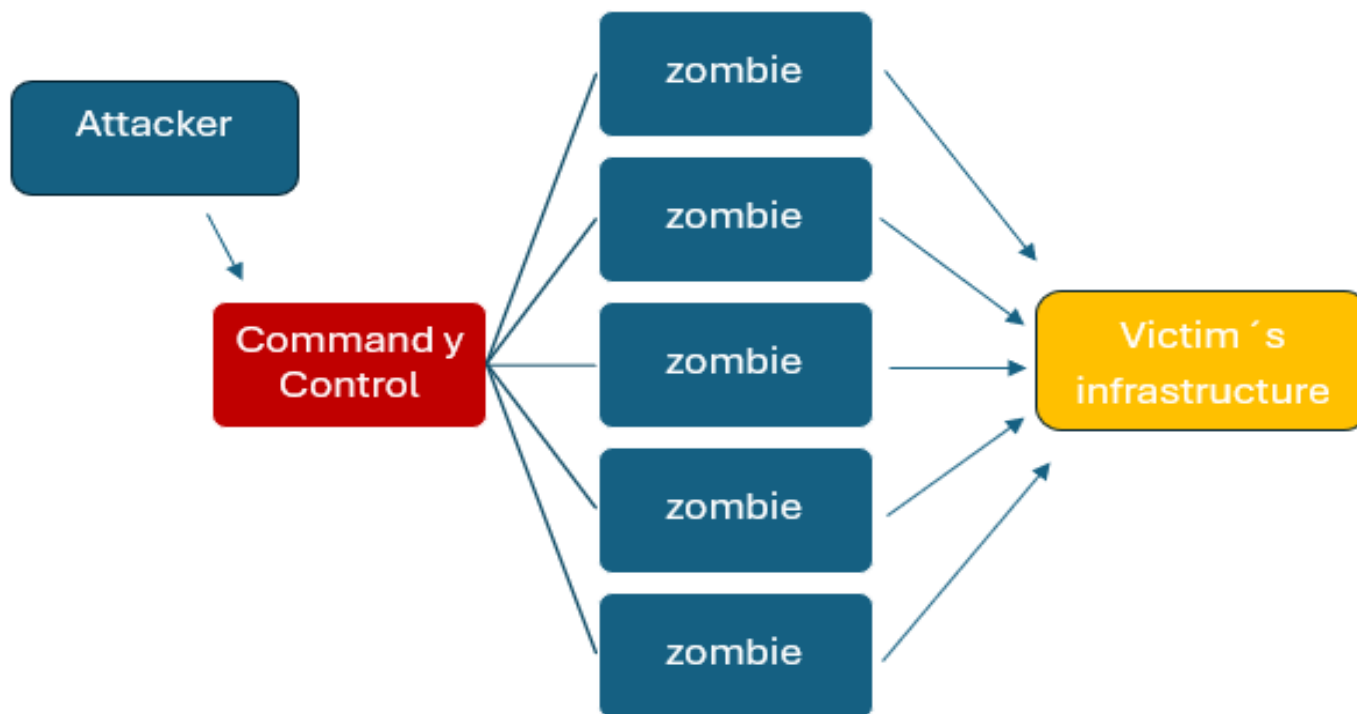 Attacker
Command y
Control
zombie
zombie
zombie
zombie
zombie
Victim ´s
infrastructure